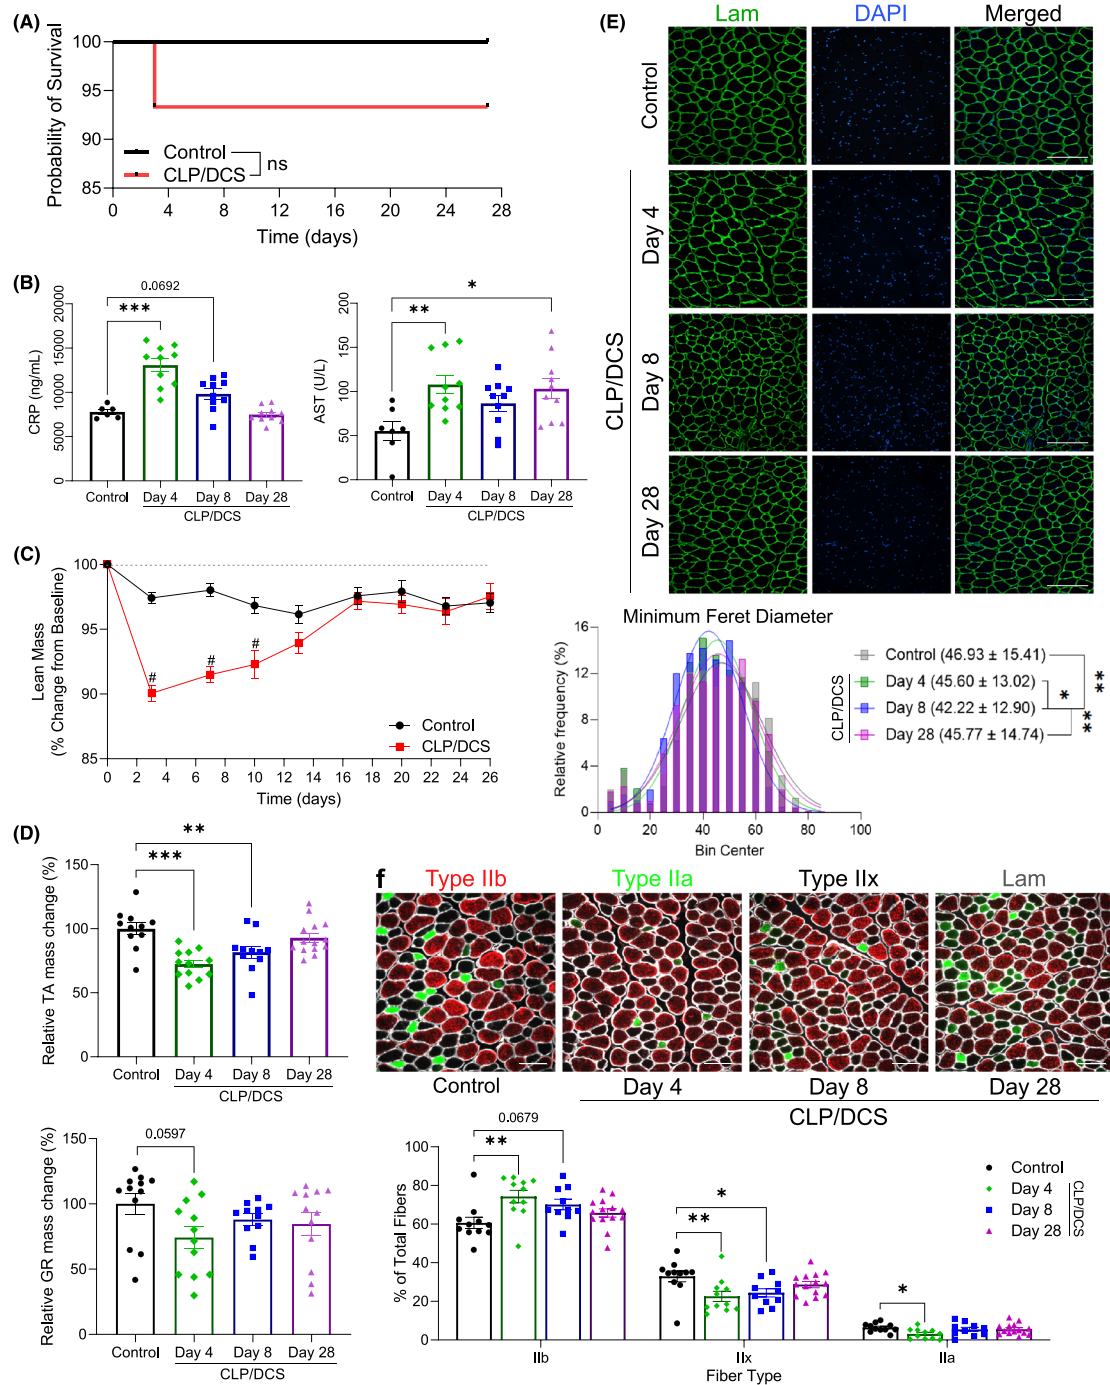 (A)
Probability of Survival
100
95
90
85
Control
CLP/DCS
ns
0 4 8 12 16 20 24 28
Time (days)
(B)
CRP (ng/mL)
20000
15000
10000
5000
0
0.0692
***
Control Day 4 Day 8 Day 28
CLP/DCS
AST (U/L)
200
150
100
50
0
*
**
Control Day 4 Day 8 Day 28
CLP/DCS
(C)
Lean Mass
(% Change from Baseline)
100
95
90
85
# # #
Control
CLP/DCS
0 2 4 6 8 10 12 14 16 18 20 22 24 26
Time (days)
(D)
Relative TA mass change (%)
150
100
50
0
**
***
Control Day 4 Day 8 Day 28
CLP/DCS
Relative GR mass change (%)
150
100
50
0
0.0597
Control Day 4 Day 8 Day 28
CLP/DCS
(E)
Lam DAPI Merged
Control
CLP/DCS
Day 4
Day 8
Day 28
Minimum Feret Diameter
Relative frequency (%)
16
12
8
4
0
0 20 40 60 80 100
Bin Center
Control (46.93 ± 15.41)
CLP/DCS
Day 4 (45.60 ± 13.02)
Day 8 (42.22 ± 12.90)
Day 28 (45.77 ± 14.74)
*
**
**
f
Type IIb Type IIa Type IIx Lam
Control Day 4 Day 8 Day 28
CLP/DCS
% of Total Fibers
100
80
60
40
20
0
0.0679
**
*
**
*
Control
Day 4
Day 8
Day 28
CLP/DCS
IIb IIx IIa
Fiber Type